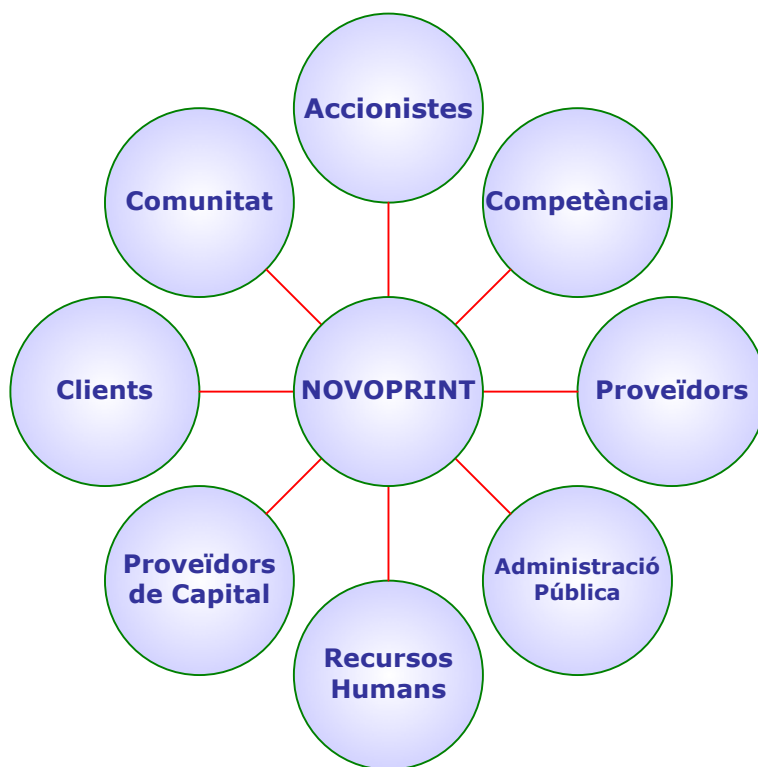 Accionistes
Comunitat
Competència
Clients
NOVOPRINT
Proveïdors
Proveïdors
de Capital
Administració
Pública
Recursos
Humans